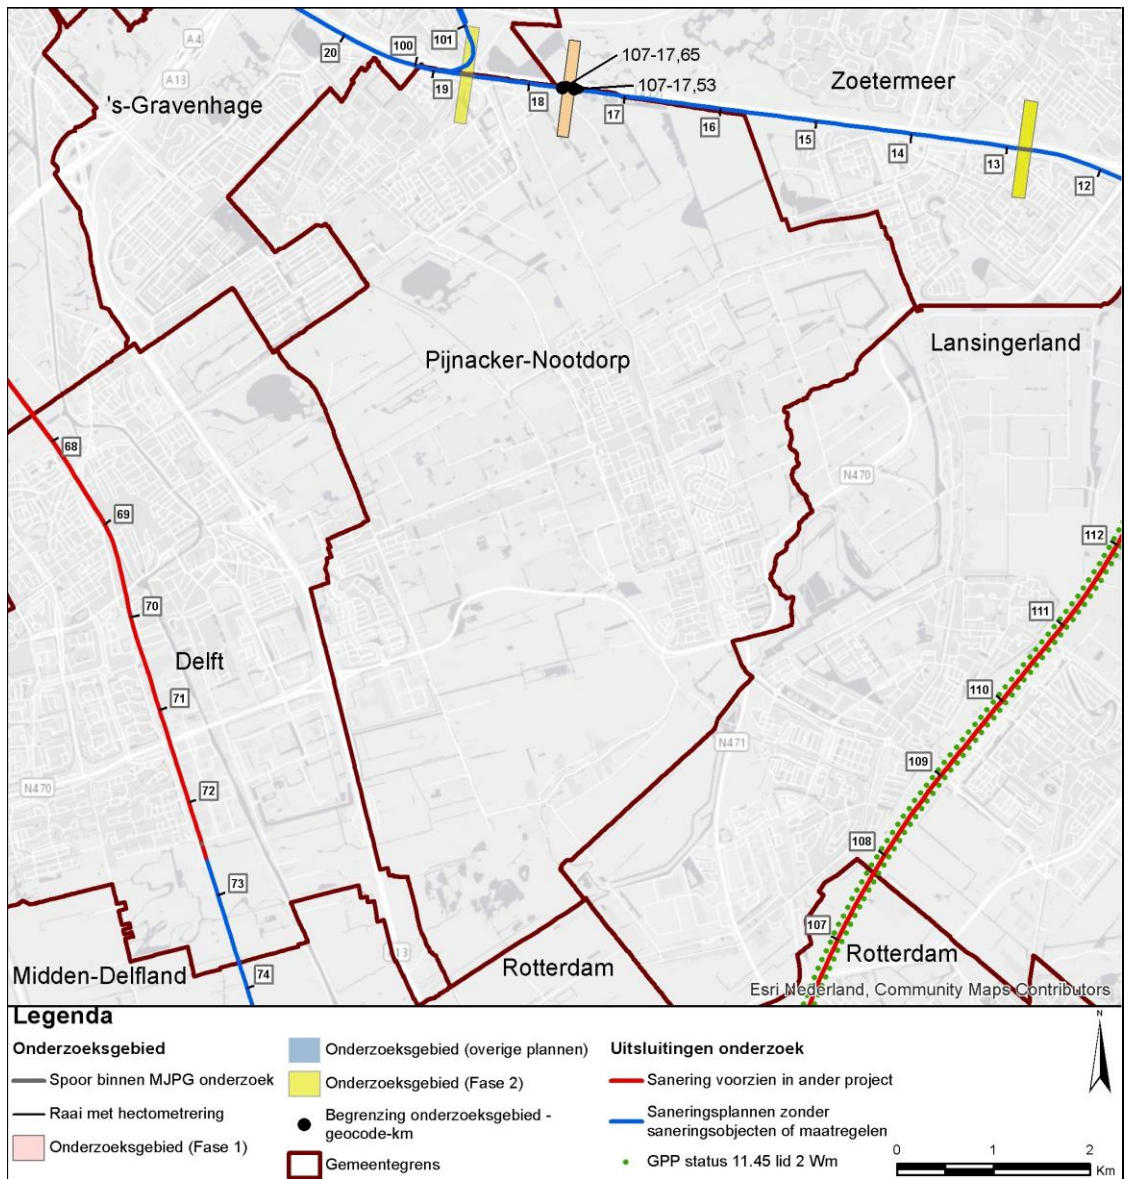 A4
A13
's-Gravenhage
20
100
101
19
18
107-17,65
107-17,53
17
16
Zoetermeer
15
14
13
12
Pijnacker-Nootdorp
Lansingerland
68
69
70
Delft
71
N470
72
73
74
Midden-Delfland
A13
Rotterdam
N470
N471
112
111
110
109
108
107
Rotterdam
Esri Nederland, Community Maps Contributors
Legenda
Onderzoeksgebied
Spoor binnen MJPG onderzoek
Raai met hectometrering
Onderzoeksgebied (Fase 1)
Onderzoeksgebied (overige plannen)
Onderzoeksgebied (Fase 2)
Begrenzing onderzoeksgebied -
geocode-km
Gemeentegrens
Uitsluitingen onderzoek
Sanering voorzien in ander project
Saneringsplannen zonder
saneringsobjecten of maatregelen
GPP status 11.45 lid 2 Wm
N
0 1 2
Km